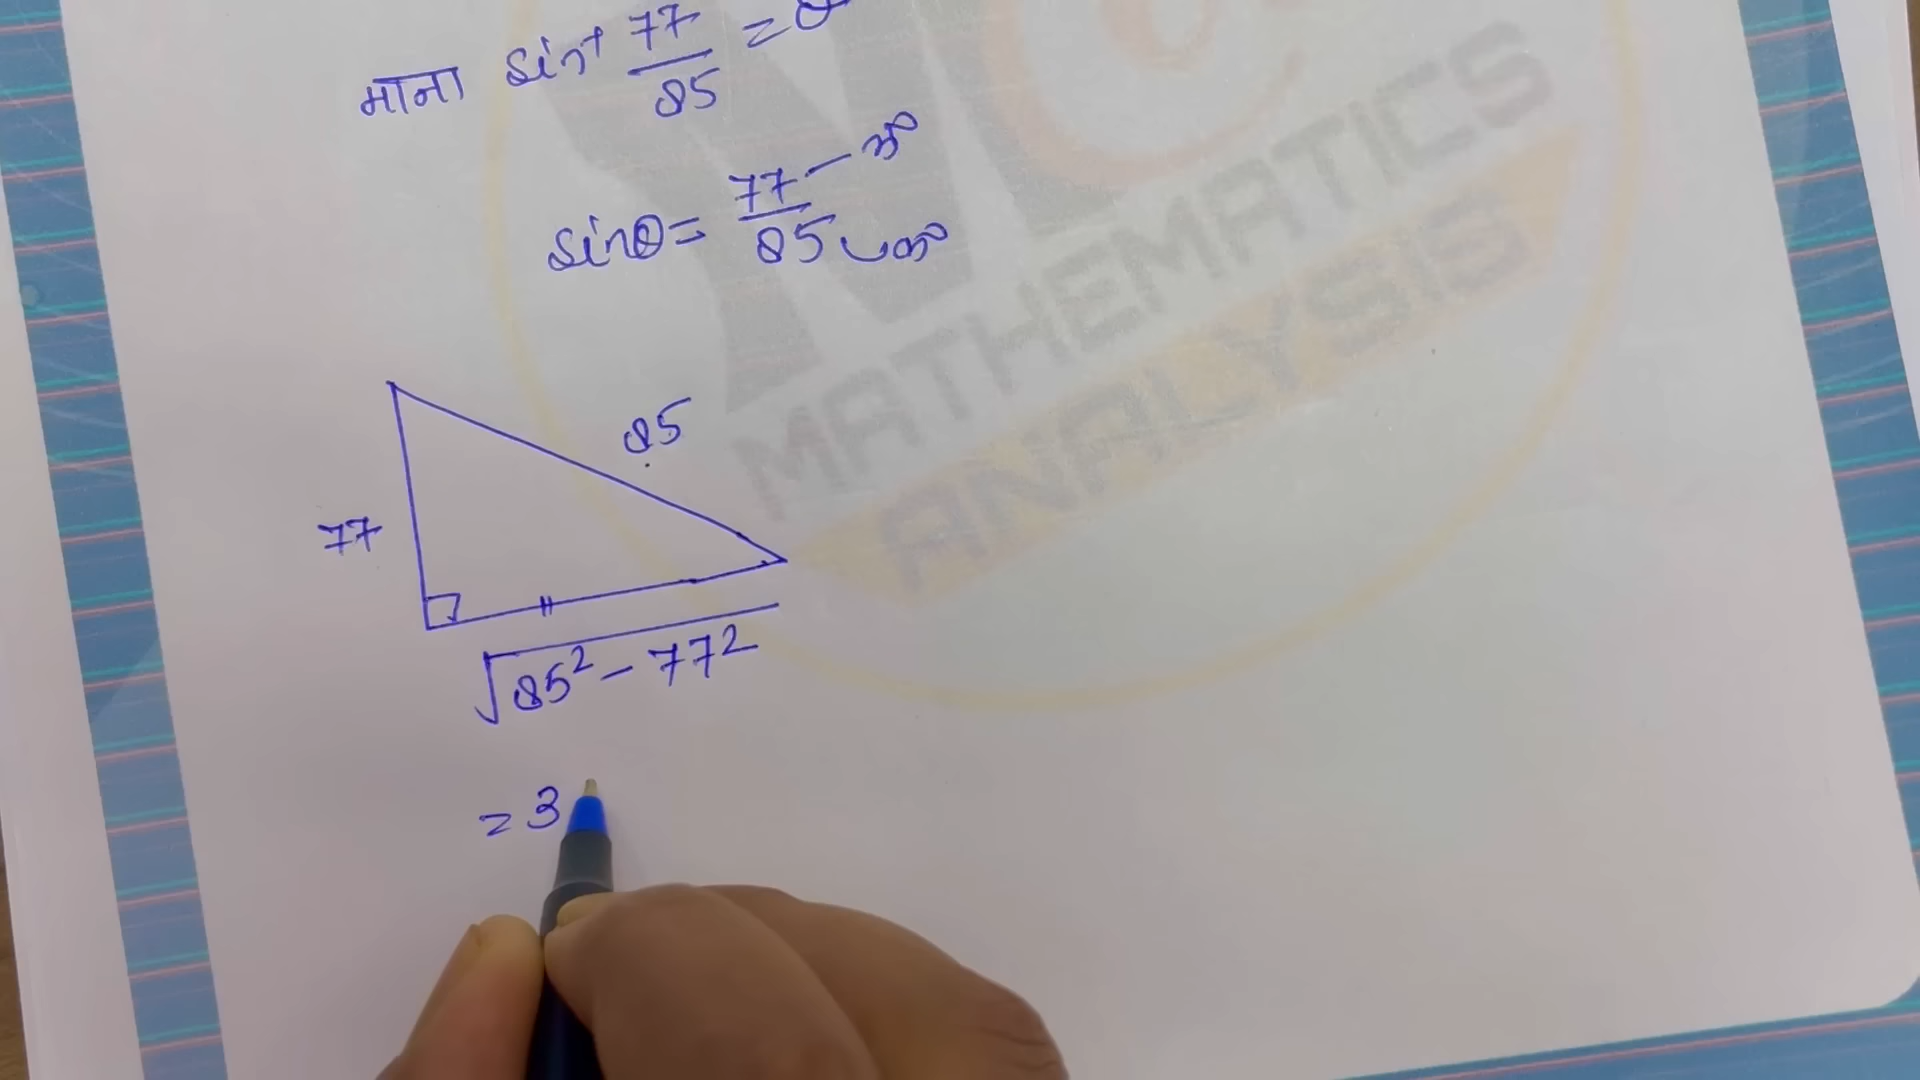 माना sin⁻¹ 77/85 = θ
sinθ = 77/85
85
77
√85² - 77²
= 3
MATHEMATICS
ANALYSIS